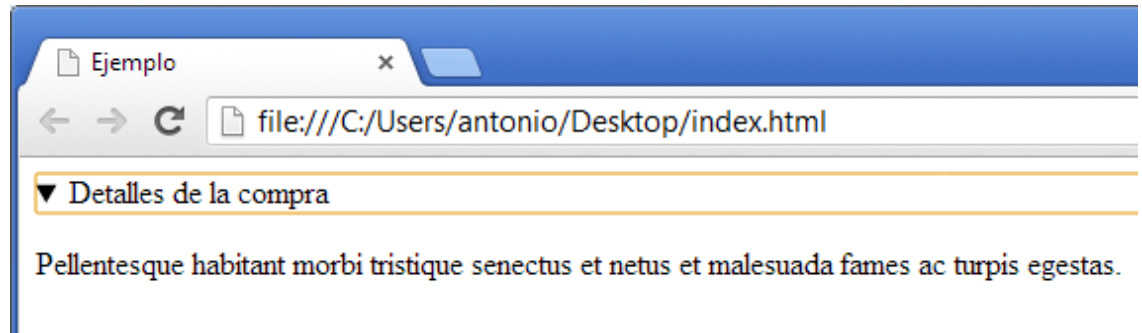 Ejemplo
file:///C:/Users/antonio/Desktop/index.html
Detalles de la compra
Pellentesque habitant morbi tristique senectus et netus et malesuada fames ac turpis egestas.